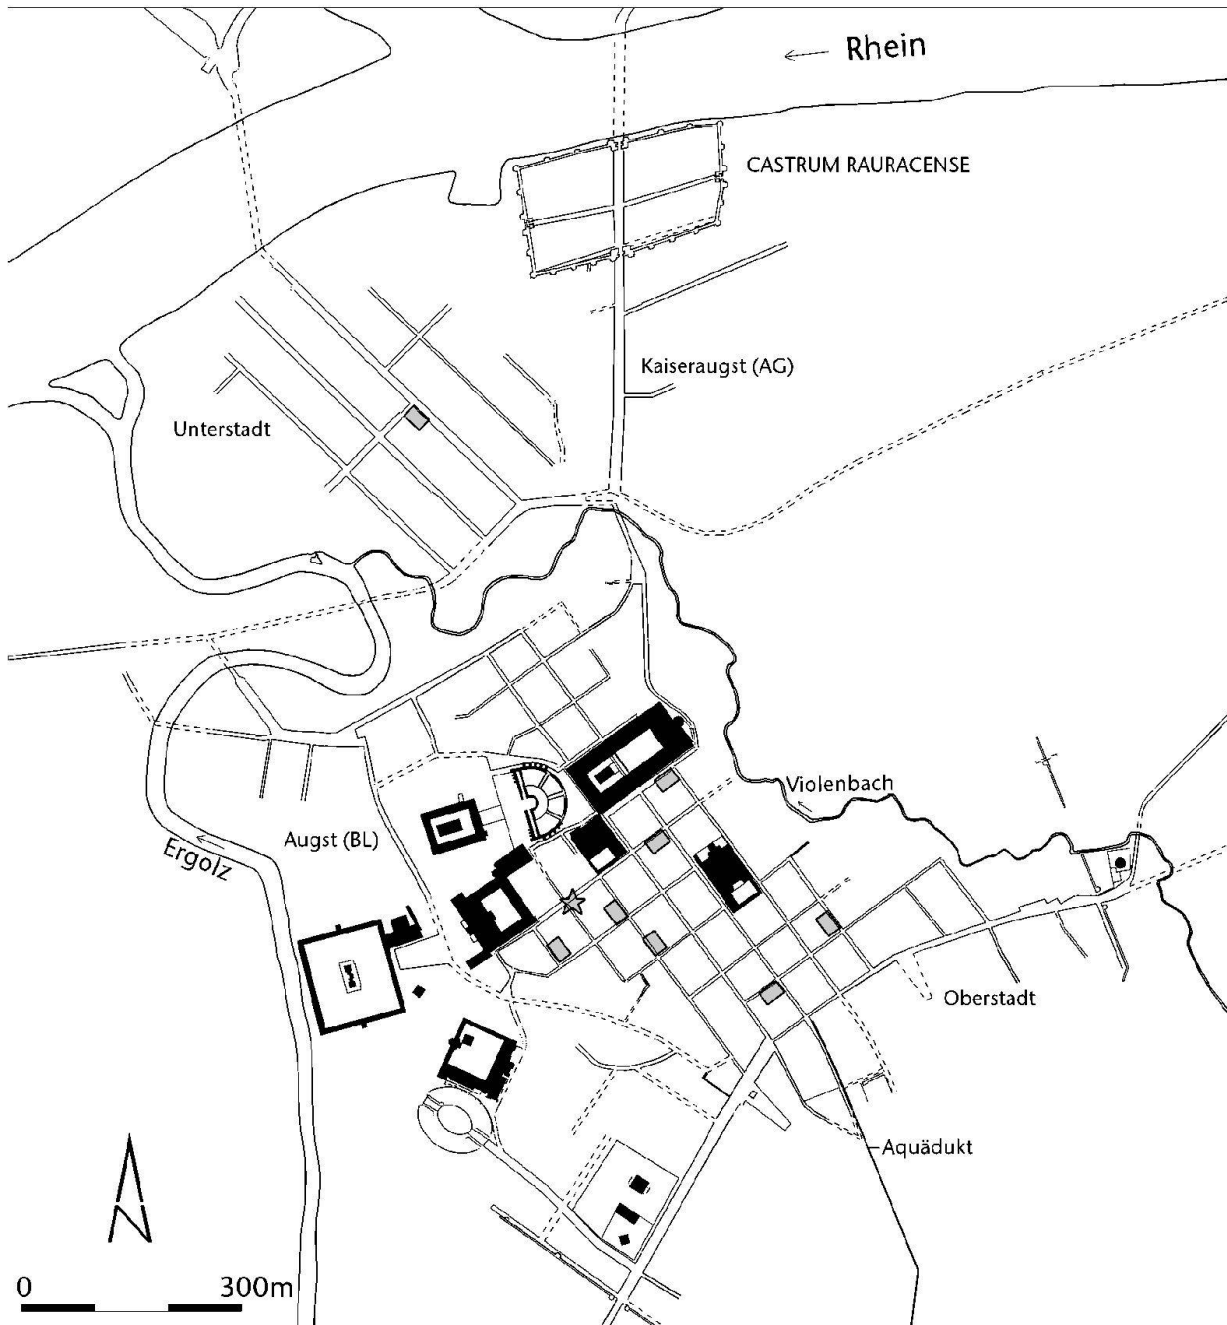 Rhein
CASTRUM RAURACENSE
Kaiseraugst (AG)
Unterstadt
Violenbach
Augst (BL)
Ergolz
Oberstadt
Aquädukt
0 300m